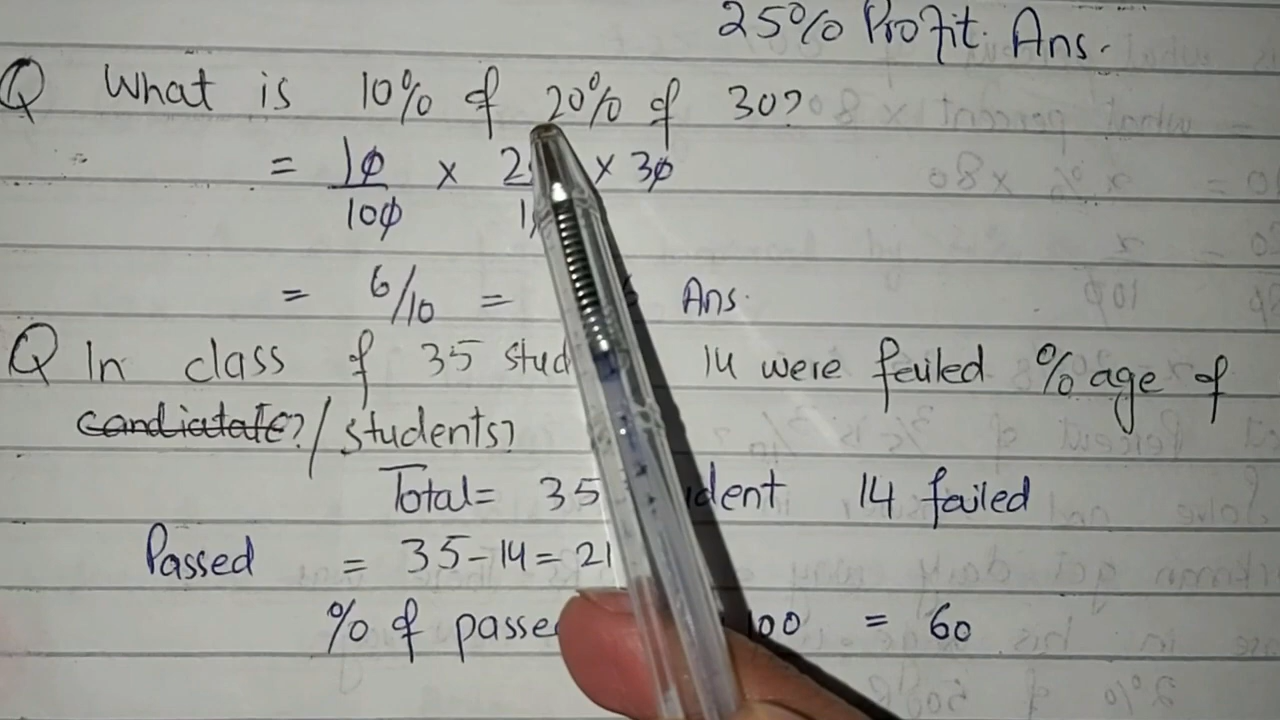 25% Profit. Ans.
Q What is 10% of 20% of 30?
= 10/100 × 2 × 30
= 6/10 = Ans.
Q In class of 35 stud 14 were feuled % age of
candiatate?/ students?
Total= 35 dent 14 failed
Passed = 35-14=21
% of passe 100 = 60